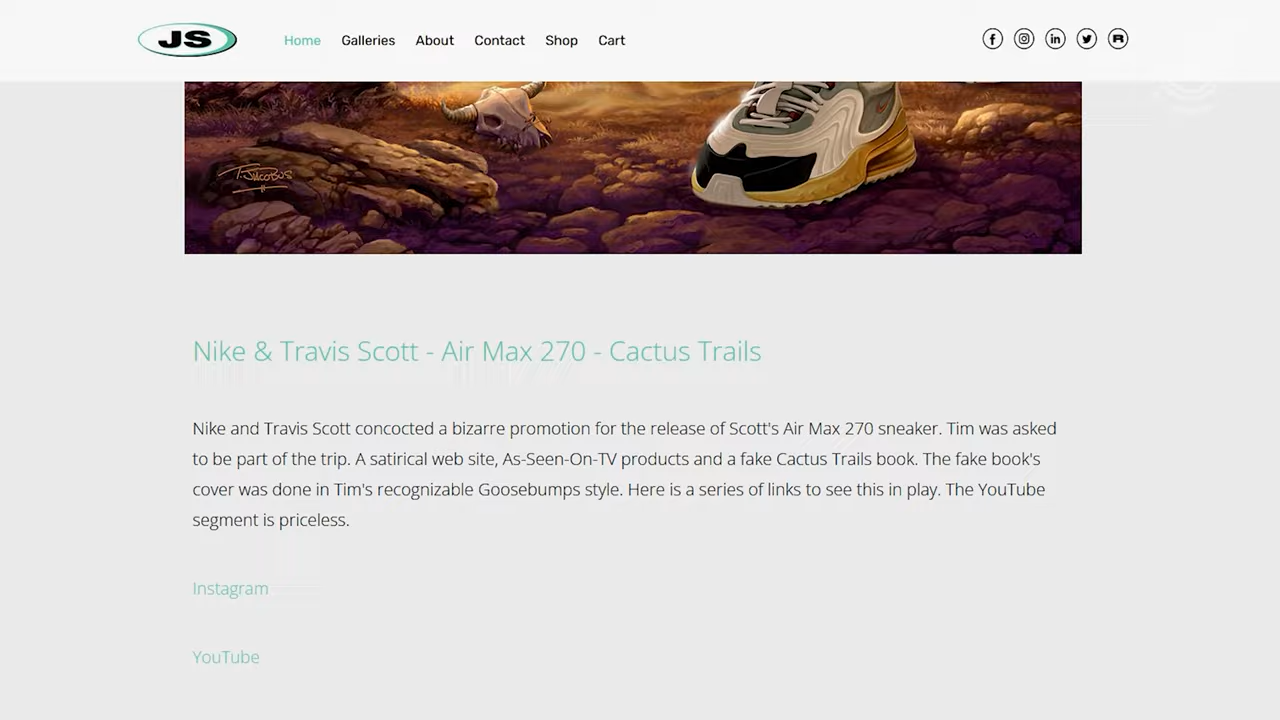 JS
Home Galleries About Contact Shop Cart
T. Jacobus
Nike & Travis Scott - Air Max 270 - Cactus Trails
Nike and Travis Scott concocted a bizarre promotion for the release of Scott's Air Max 270 sneaker. Tim was asked
to be part of the trip. A satirical web site, As-Seen-On-TV products and a fake Cactus Trails book. The fake book's
cover was done in Tim's recognizable Goosebumps style. Here is a series of links to see this in play. The YouTube
segment is priceless.
Instagram
YouTube